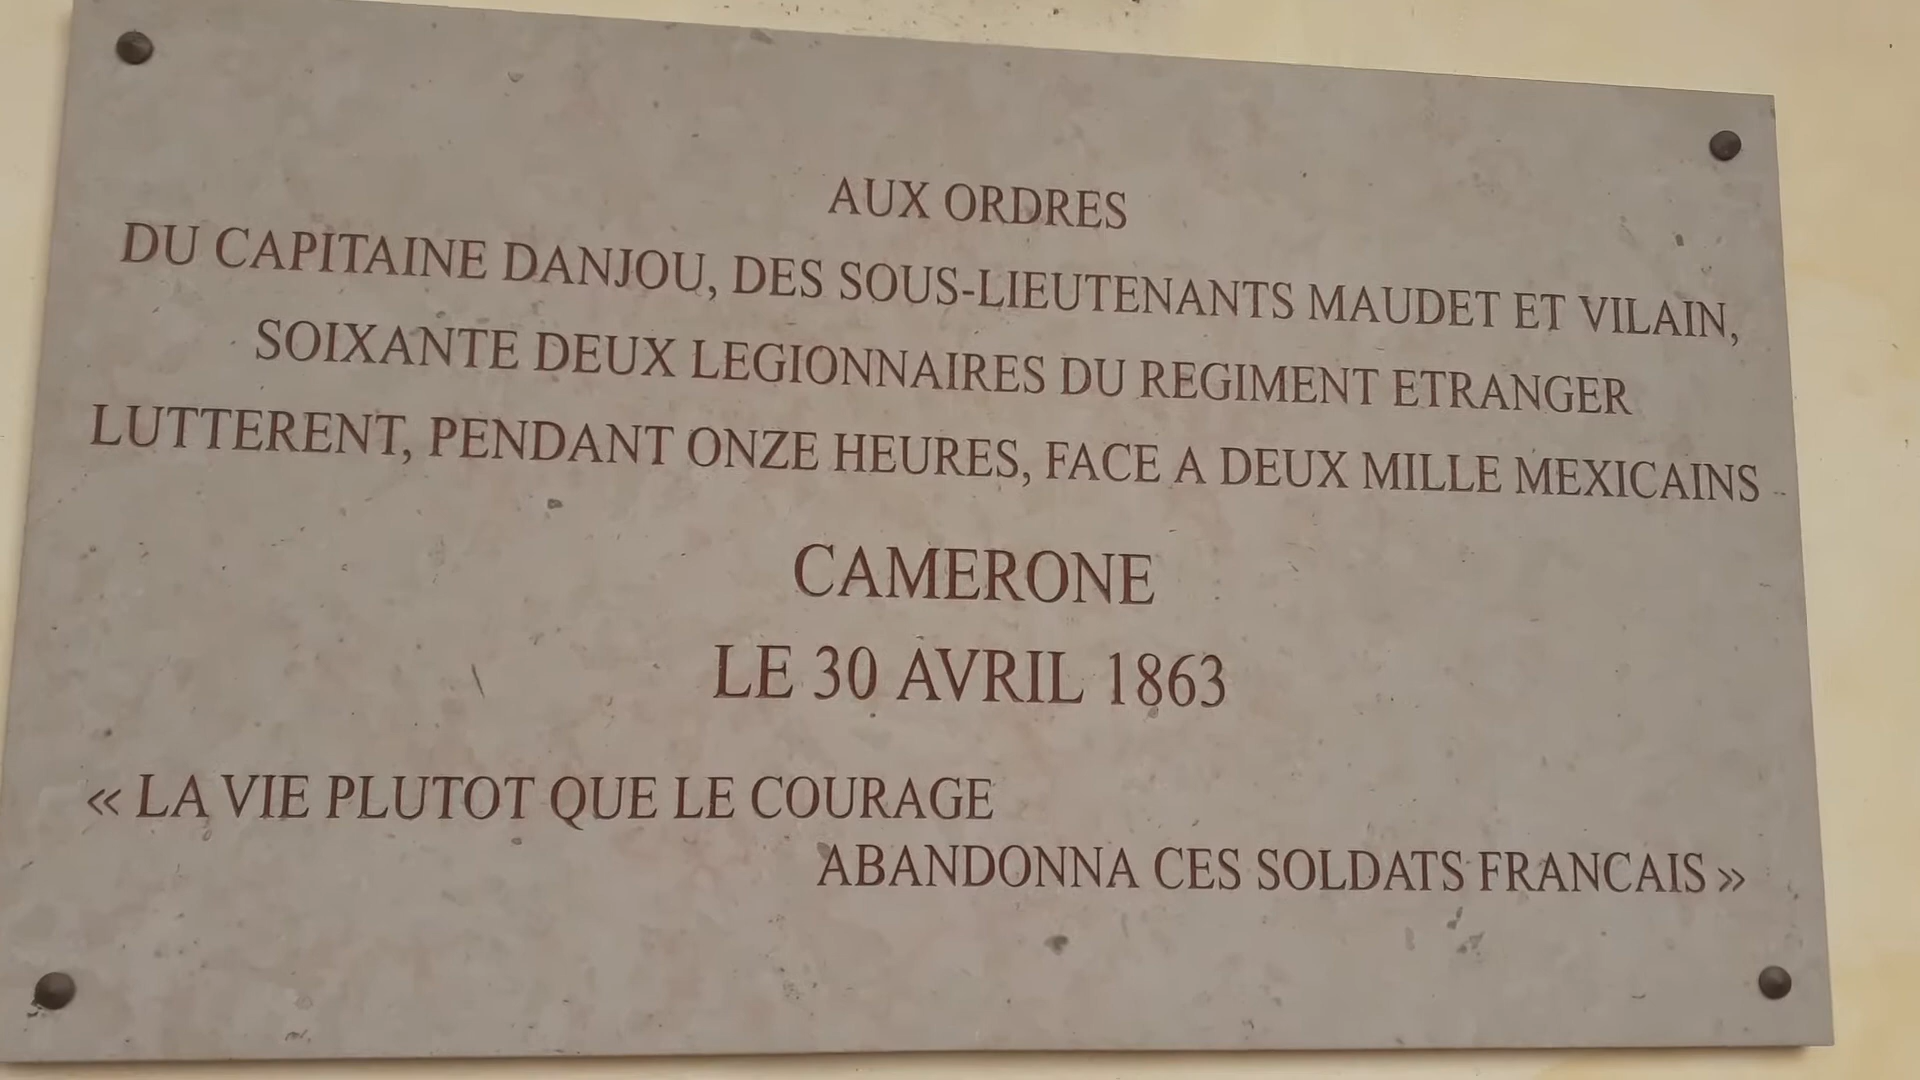 AUX ORDRES
DU CAPITAINE DANJOU, DES SOUS-LIEUTENANTS MAUDET ET VILAIN,
SOIXANTE DEUX LEGIONNAIRES DU REGIMENT ETRANGER
LUTTERENT, PENDANT ONZE HEURES, FACE A DEUX MILLE MEXICAINS
CAMERONE
LE 30 AVRIL 1863
« LA VIE PLUTOT QUE LE COURAGE
ABANDONNA CES SOLDATS FRANCAIS »